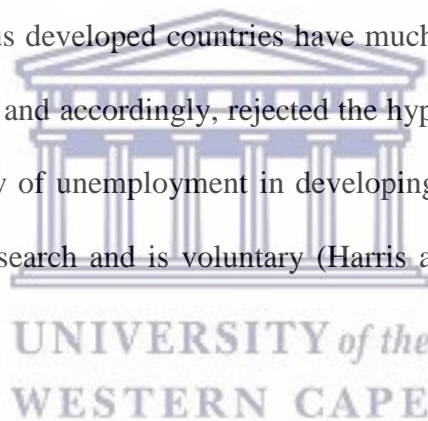 us developed countries have much
and accordingly, rejected the hyp
y of unemployment in developing
search and is voluntary (Harris a
UNIVERSITY of the
WESTERN CAPE